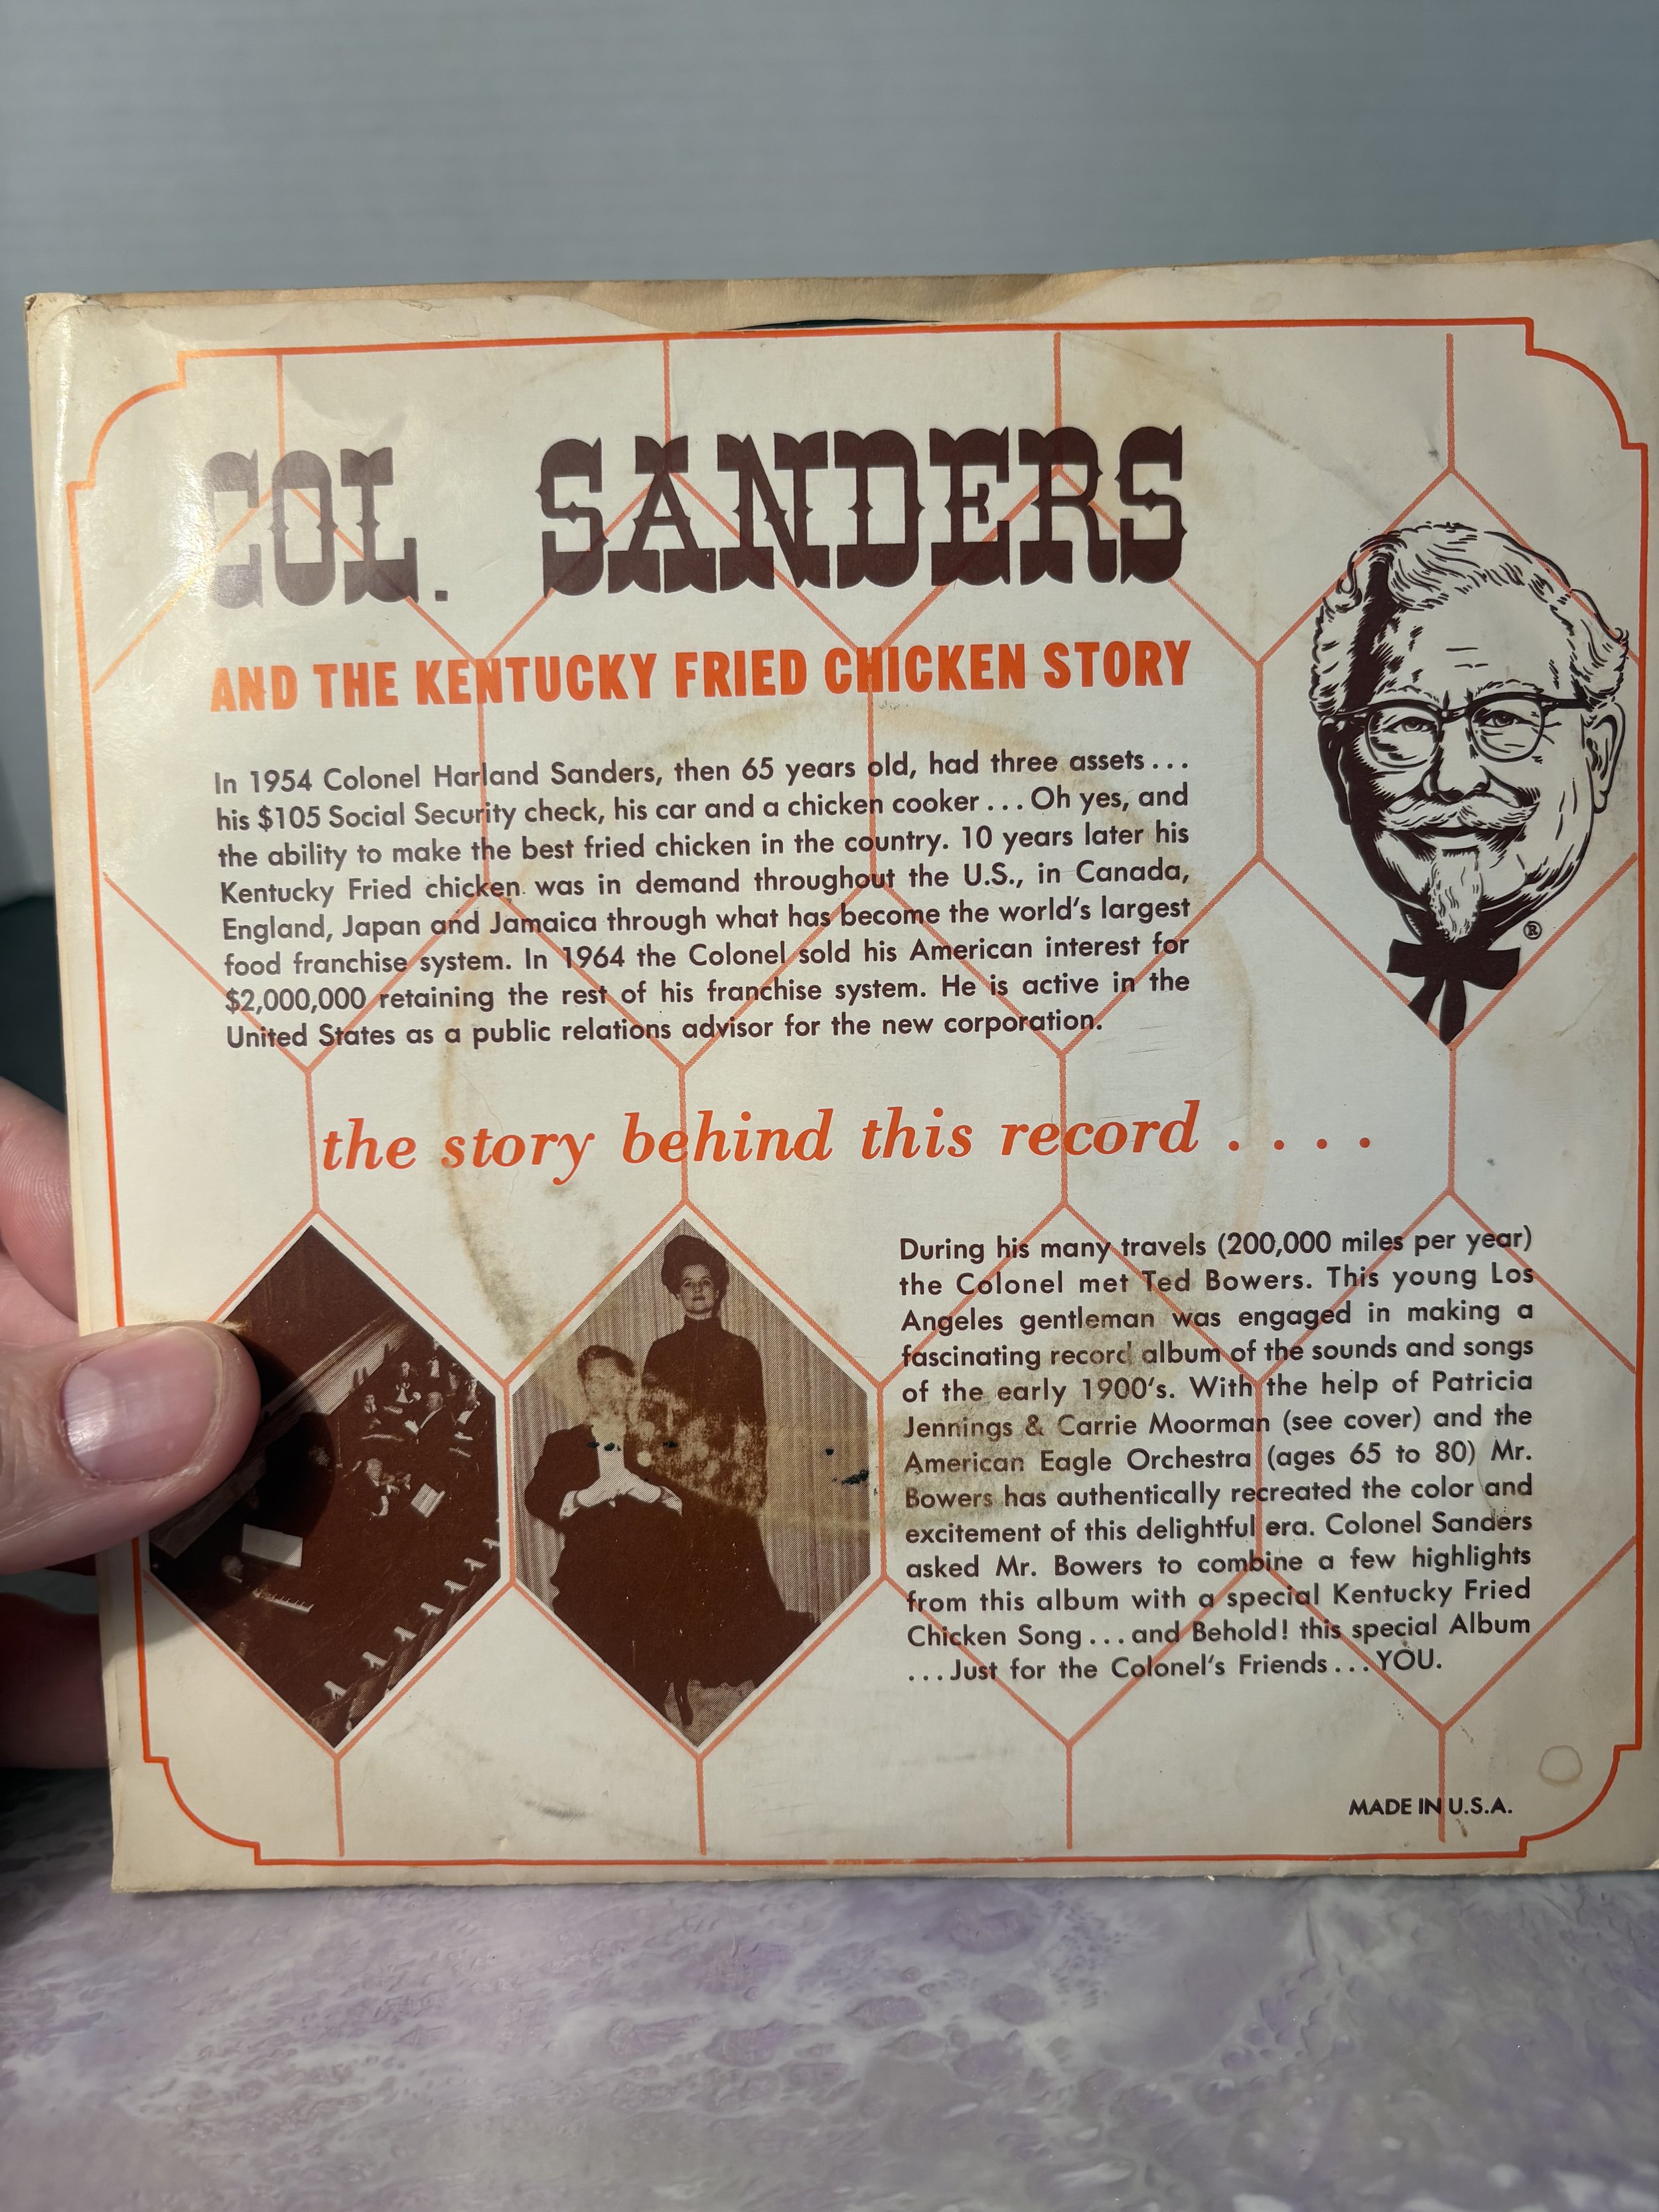 COL. SANDERS
AND THE KENTUCKY FRIED CHICKEN STORY
In 1954 Colonel Harland Sanders, then 65 years old, had three assets...
his $105 Social Security check, his car and a chicken cooker... Oh yes, and
the ability to make the best fried chicken in the country. 10 years later his
Kentucky Fried chicken was in demand throughout the U.S., in Canada,
England, Japan and Jamaica through what has become the world's largest
food franchise system. In 1964 the Colonel sold his American interest for
$2,000,000 retaining the rest of his franchise system. He is active in the
United States as a public relations advisor for the new corporation.
®
the story behind this record . . . .
During his many travels (200,000 miles per year)
the Colonel met Ted Bowers. This young Los
Angeles gentleman was engaged in making a
fascinating record album of the sounds and songs
of the early 1900's. With the help of Patricia
Jennings & Carrie Moorman (see cover) and the
American Eagle Orchestra (ages 65 to 80) Mr.
Bowers has authentically recreated the color and
excitement of this delightful era. Colonel Sanders
asked Mr. Bowers to combine a few highlights
from this album with a special Kentucky Fried
Chicken Song... and Behold! this special Album
...Just for the Colonel's Friends...YOU.
MADE IN U.S.A.